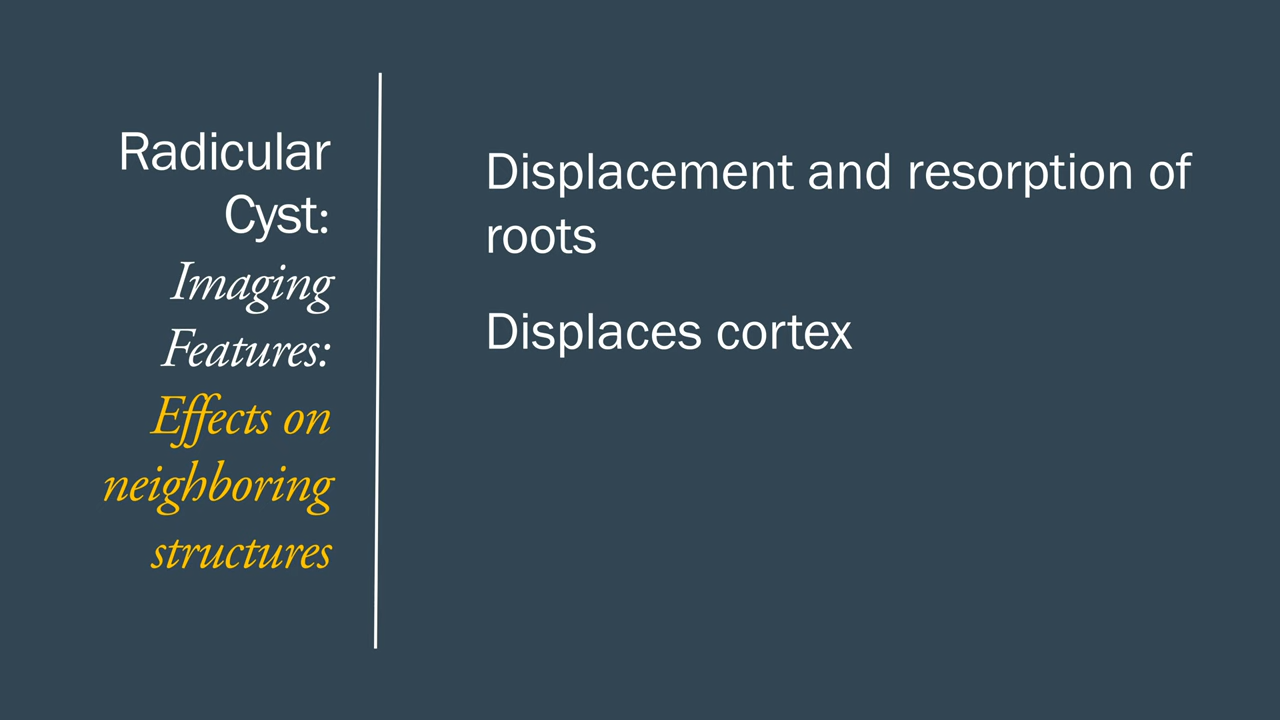 Radicular
Cyst:
Imaging
Features:
Effects on
neighboring
structures
Displacement and resorption of
roots
Displaces cortex